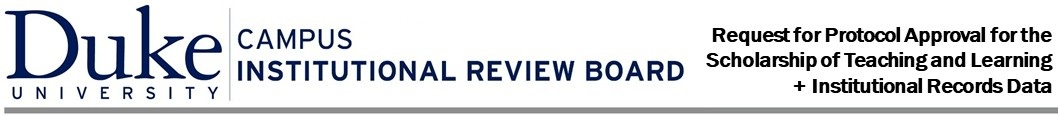 Duke
UNIVERSITY
CAMPUS
INSTITUTIONAL REVIEW BOARD
Request for Protocol Approval for the
Scholarship of Teaching and Learning
+ Institutional Records Data